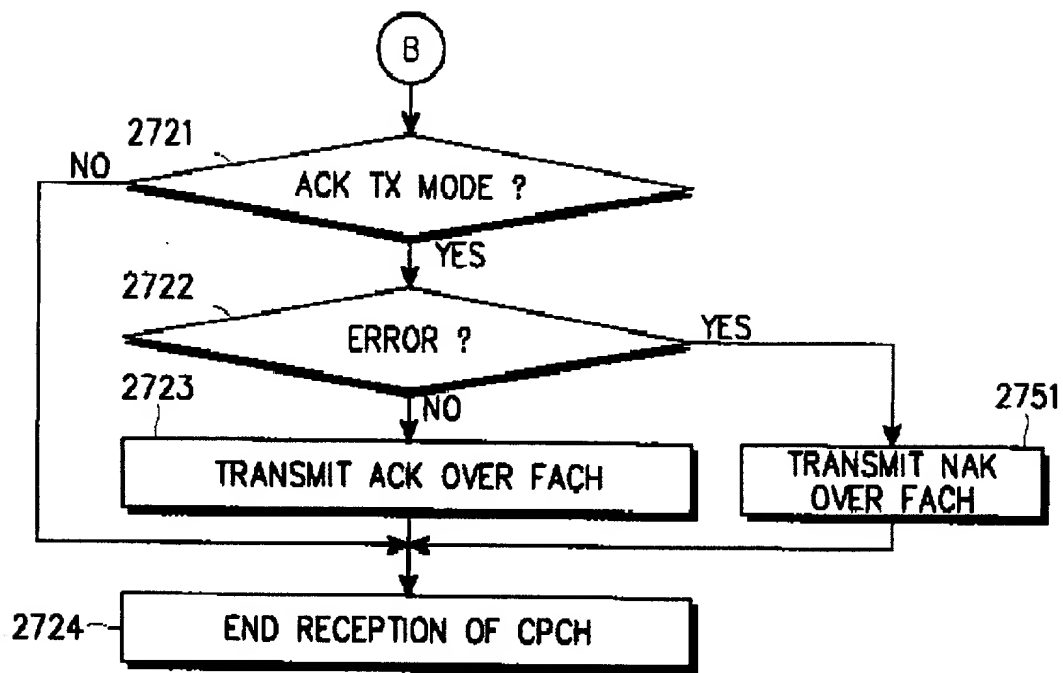 B
2721
NO
ACK TX MODE ?
YES
2722
ERROR ?
YES
2723
NO
2751
TRANSMIT ACK OVER FACH
TRANSMIT NAK
OVER FACH
2724
END RECEPTION OF CPCH